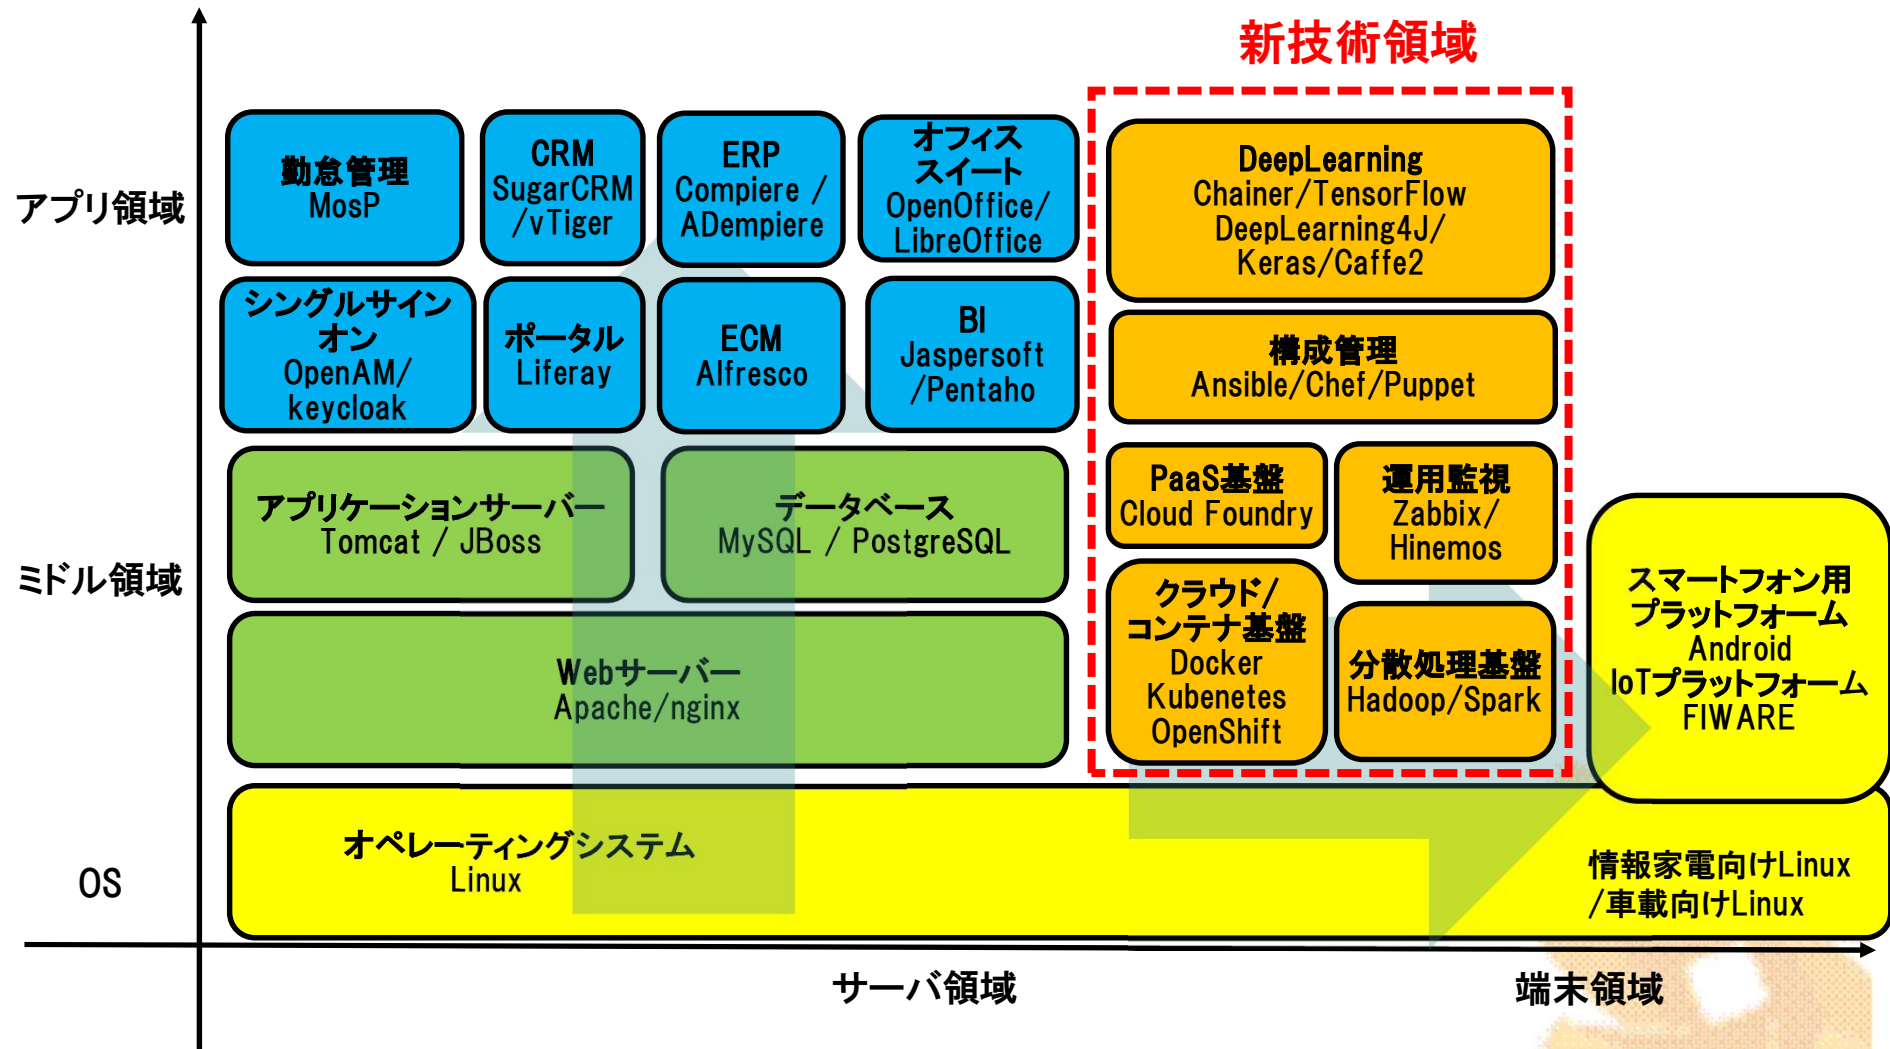 新技術領域
アプリ領域
勤怠管理
MosP
CRM
SugarCRM
/vTiger
ERP
Compiere /
ADempiere
オフィス
スイート
OpenOffice/
LibreOffice
DeepLearning
Chainer/TensorFlow
DeepLearning4J/
Keras/Caffe2
シングルサイン
オン
OpenAM/
keycloak
ポータル
Liferay
ECM
Alfresco
BI
Jaspersoft
/Pentaho
構成管理
Ansible/Chef/Puppet
ミドル領域
アプリケーションサーバー
Tomcat / JBoss
データベース
MySQL / PostgreSQL
PaaS基盤
Cloud Foundry
運用監視
Zabbix/
Hinemos
Webサーバー
Apache/nginx
クラウド/
コンテナ基盤
Docker
Kubenetes
OpenShift
分散処理基盤
Hadoop/Spark
スマートフォン用
プラットフォーム
Android
IoTプラットフォーム
FIWARE
OS
オペレーティングシステム
Linux
情報家電向けLinux
/車載向けLinux
サーバ領域
端末領域